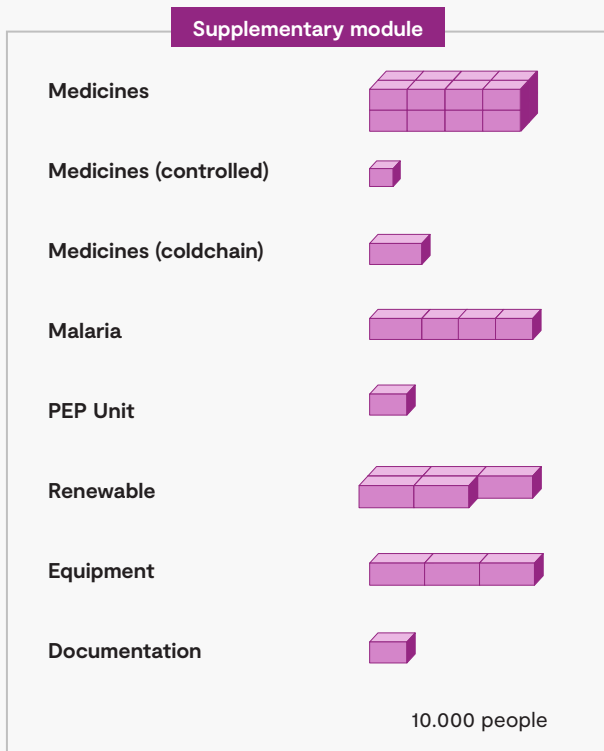 Supplementary module
Medicines
Medicines (controlled)
Medicines (coldchain)
Malaria
PEP Unit
Renewable
Equipment
Documentation
10.000 people